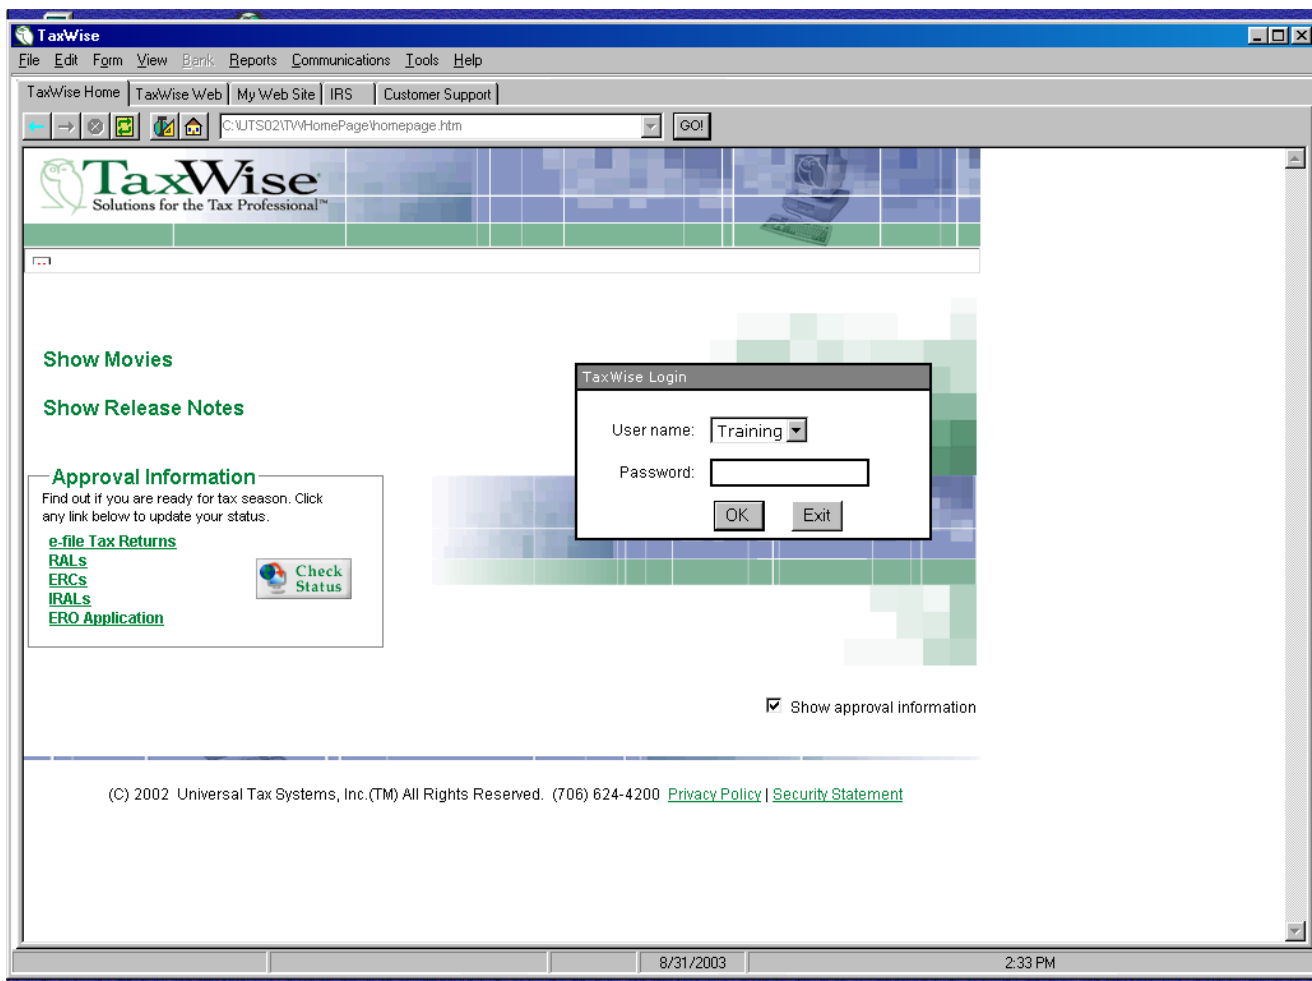 TaxWise
File Edit Form View Bank Reports Communications Tools Help
TaxWise Home TaxWise Web My Web Site IRS Customer Support
C:\UTS02\TWHomePage\homepage.htm GO!
TaxWise
Solutions for the Tax Professional™
Show Movies
Show Release Notes
TaxWise Login
User name: Training
Password:
OK Exit
Approval Information
Find out if you are ready for tax season. Click
any link below to update your status.
e-file Tax Returns
RALs
ERCs
IRALs
ERO Application
Check
Status
Show approval information
(C) 2002 Universal Tax Systems, Inc.(TM) All Rights Reserved. (706) 624-4200 Privacy Policy | Security Statement
8/31/2003 2:33 PM